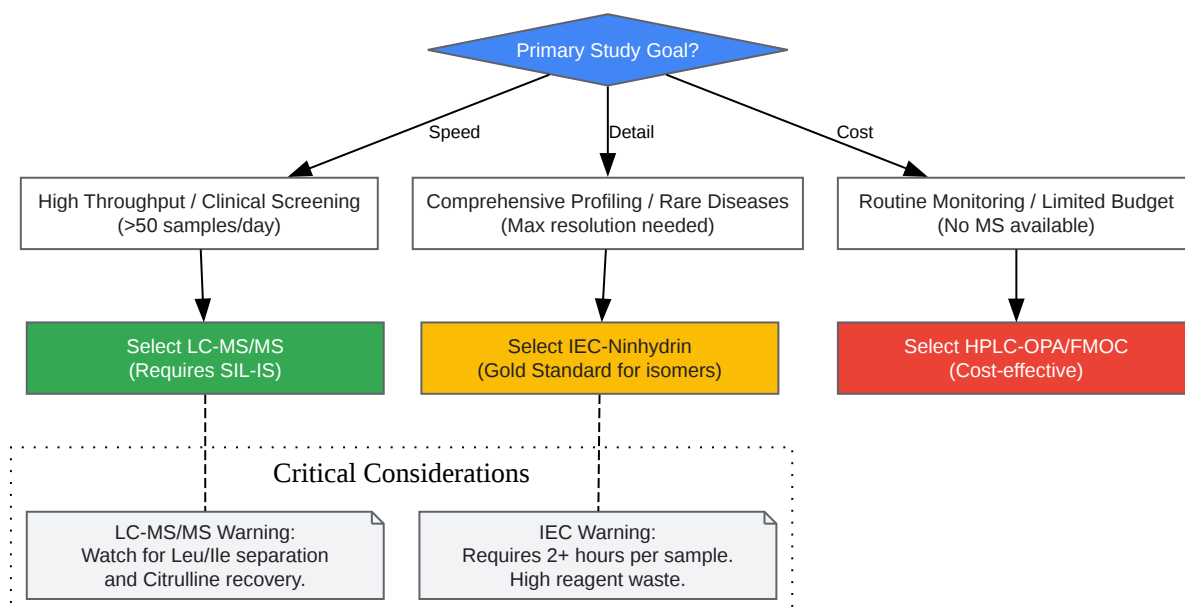 Primary Study Goal?
Speed
Detail
Cost
High Throughput / Clinical Screening
(>50 samples/day)
Comprehensive Profiling / Rare Diseases
(Max resolution needed)
Routine Monitoring / Limited Budget
(No MS available)
Select LC-MS/MS
(Requires SIL-IS)
Select IEC-Ninhydrin
(Gold Standard for isomers)
Select HPLC-OPA/FMOC
(Cost-effective)
Critical Considerations
LC-MS/MS Warning:
Watch for Leu/Ile separation
and Citrulline recovery.
IEC Warning:
Requires 2+ hours per sample.
High reagent waste.